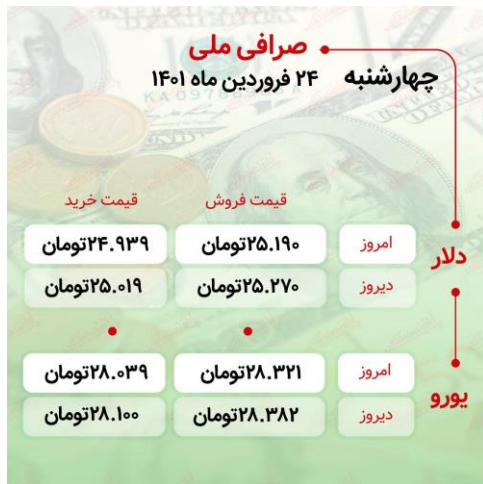 صرافی ملی
چهارشنبه ۲۴ فروردین ماه ۱۴۰۱
قیمت فروش قیمت خرید
دلار
امروز ۲۵.۱۹۰تومان ۲۴.۹۳۹تومان
دیروز ۲۵.۲۷۰تومان ۲۵.۰۱۹تومان
یورو
امروز ۲۸.۳۲۱تومان ۲۸.۰۳۹تومان
دیروز ۲۸.۳۸۲تومان ۲۸.۱۰۰تومان